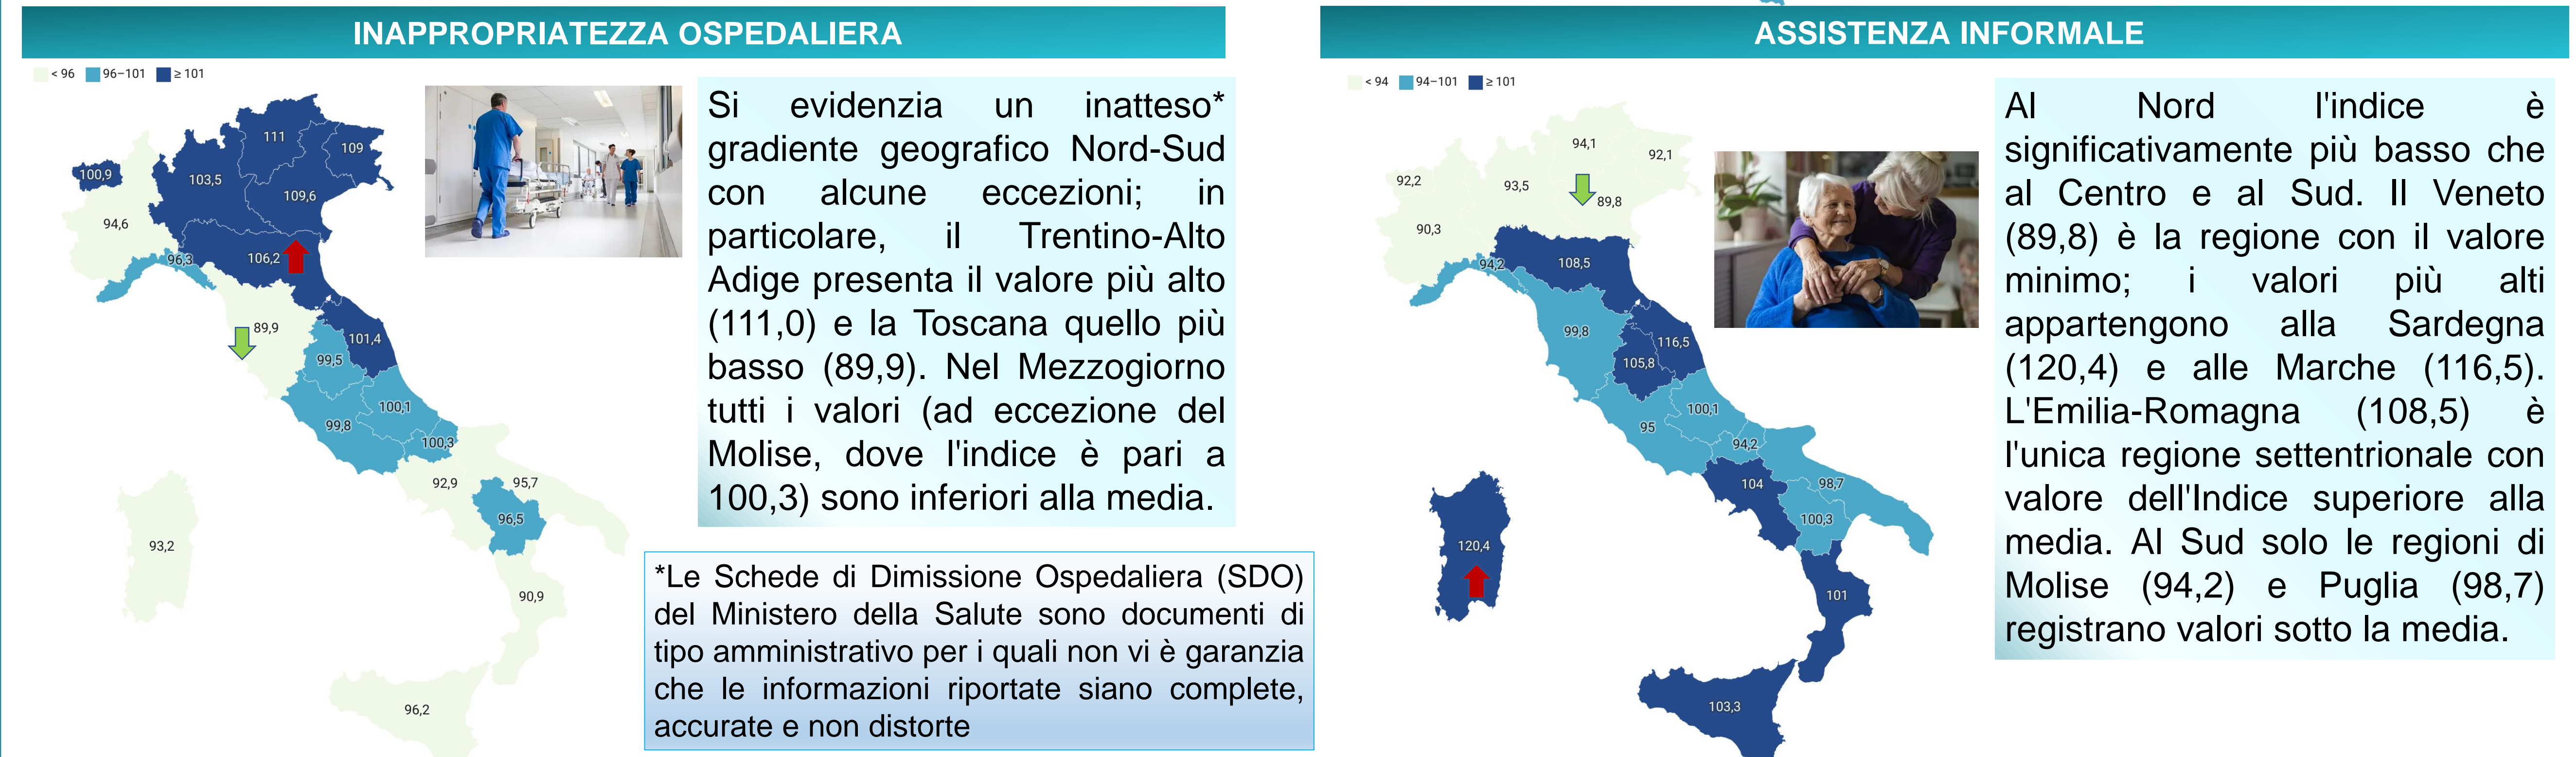 INAPPROPRIATEZZA OSPEDALIERA
< 96 96–101 ≥ 101
111
109
100,9
103,5
109,6
94,6
106,2
96,3
89,9
101,4
99,5
100,1
99,8
100,3
92,9
95,7
96,5
93,2
90,9
96,2
Si evidenzia un inatteso*
gradiente geografico Nord-Sud
con alcune eccezioni; in
particolare, il Trentino-Alto
Adige presenta il valore più alto
(111,0) e la Toscana quello più
basso (89,9). Nel Mezzogiorno
tutti i valori (ad eccezione del
Molise, dove l'indice è pari a
100,3) sono inferiori alla media.
*Le Schede di Dimissione Ospedaliera (SDO)
del Ministero della Salute sono documenti di
tipo amministrativo per i quali non vi è garanzia
che le informazioni riportate siano complete,
accurate e non distorte
ASSISTENZA INFORMALE
< 94 94–101 ≥ 101
94,1
92,1
92,2
93,5
89,8
90,3
94,2
108,5
99,8
116,5
105,8
100,1
95
94,2
104
98,7
100,3
120,4
101
103,3
Al Nord l'indice è
significativamente più basso che
al Centro e al Sud. Il Veneto
(89,8) è la regione con il valore
minimo; i valori più alti
appartengono alla Sardegna
(120,4) e alle Marche (116,5).
L'Emilia-Romagna (108,5) è
l'unica regione settentrionale con
valore dell'Indice superiore alla
media. Al Sud solo le regioni di
Molise (94,2) e Puglia (98,7)
registrano valori sotto la media.